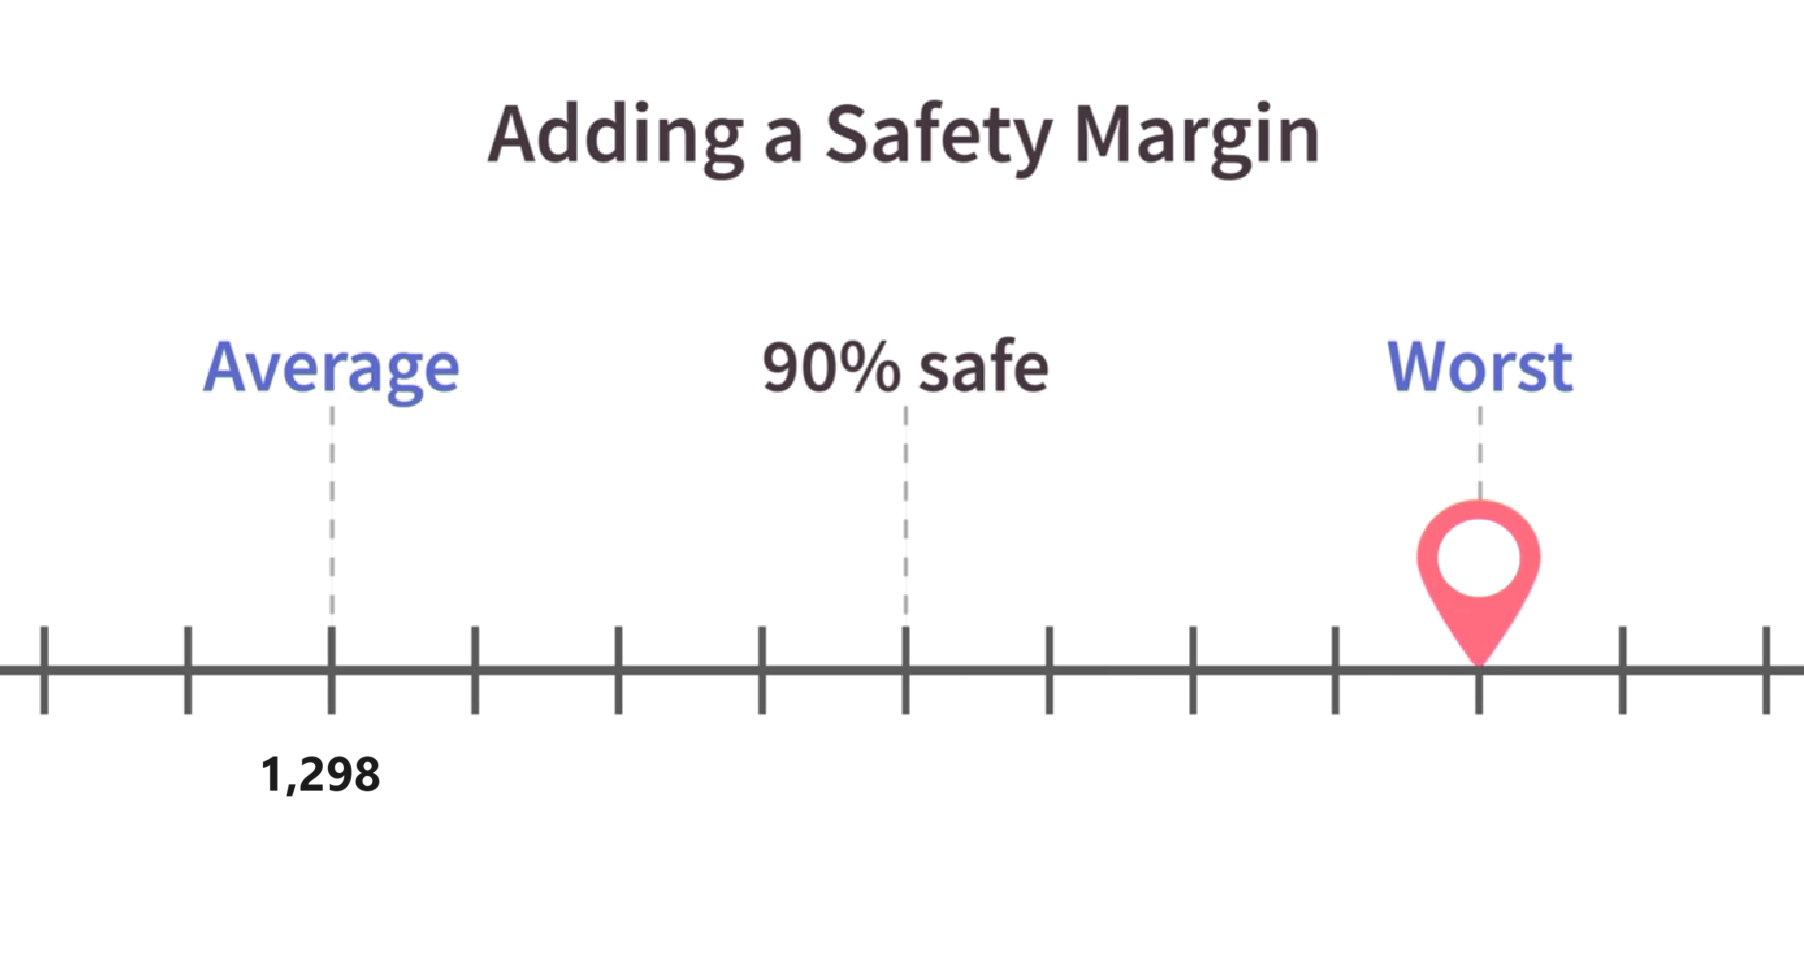 Adding a Safety Margin
Average
90% safe
Worst
1,298